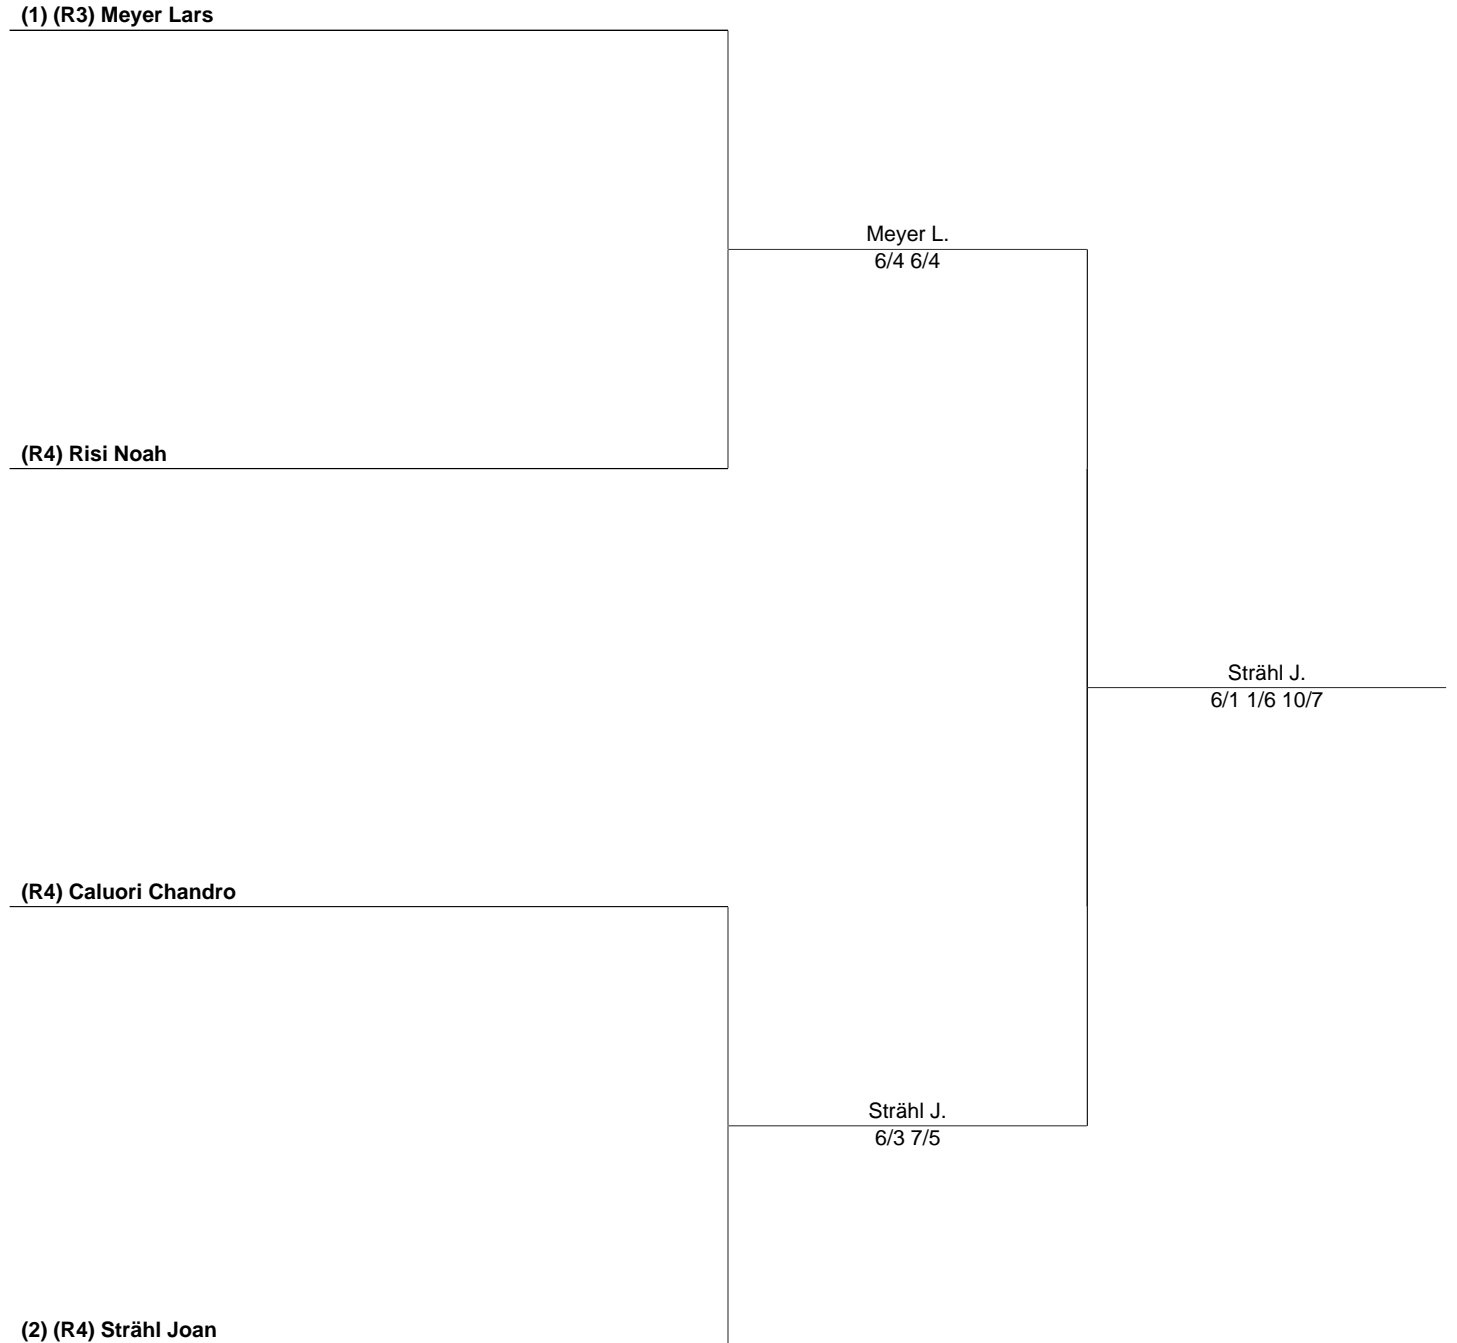 (1) (R3) Meyer Lars
Meyer L.
6/4 6/4
(R4) Risi Noah
Strähl J.
6/1 1/6 10/7
(R4) Caluori Chandro
Strähl J.
6/3 7/5
(2) (R4) Strähl Joan